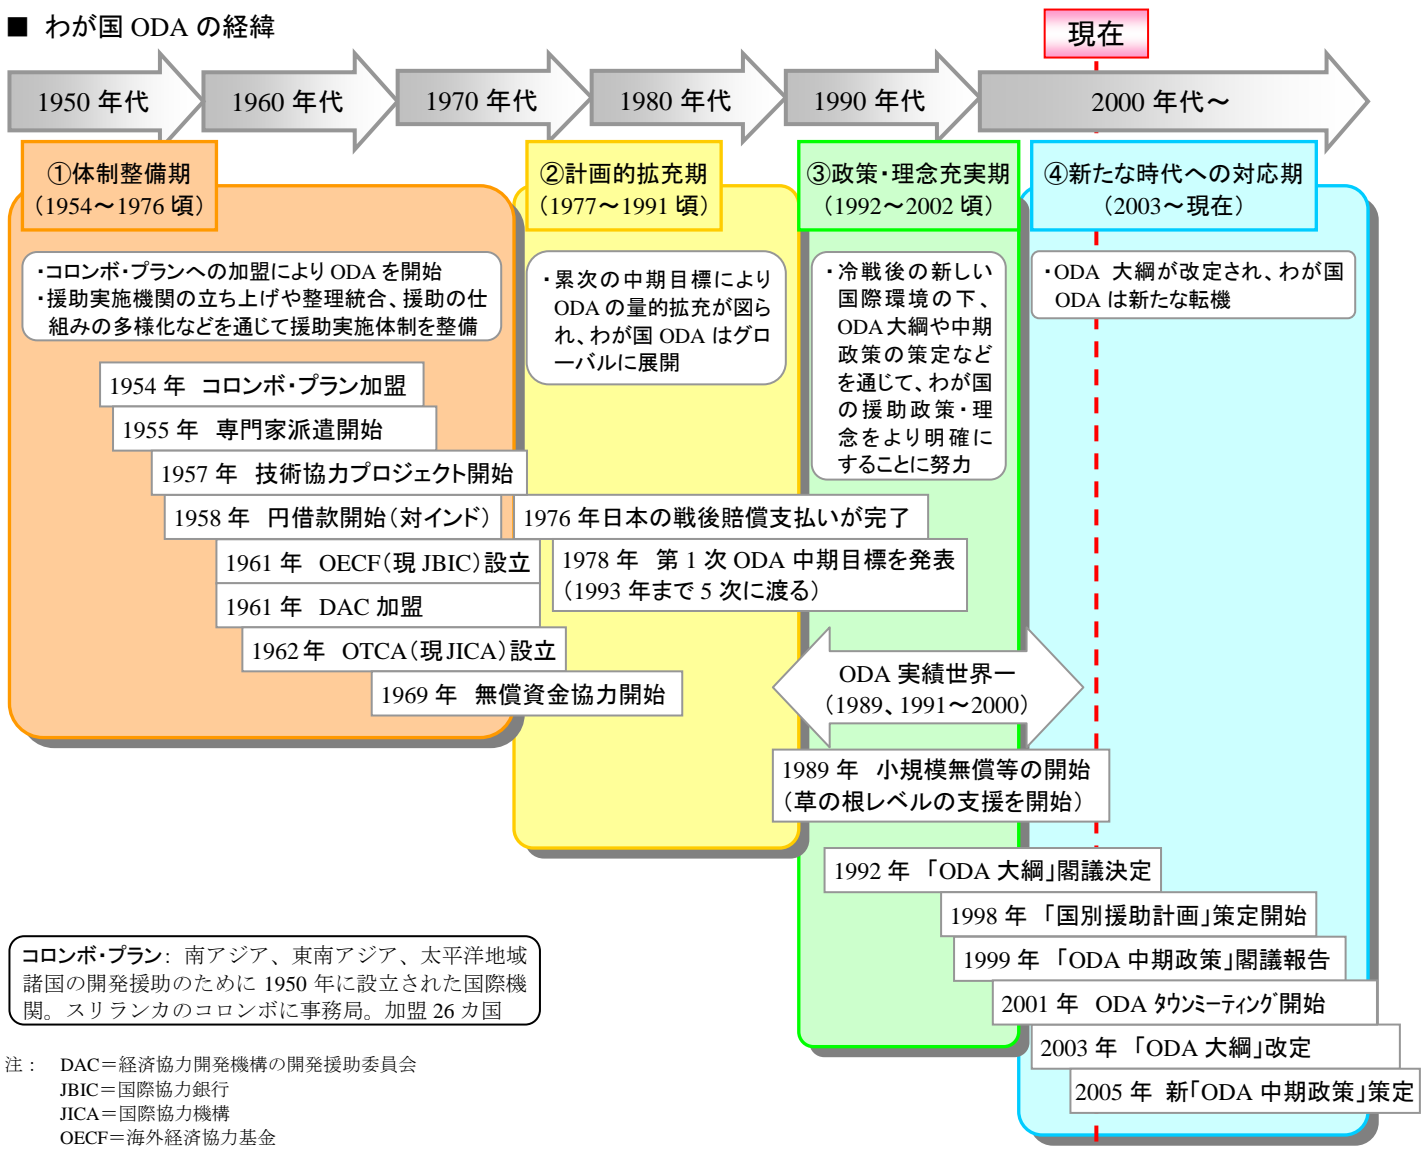 ■ わが国 ODA の経緯
現在
1950 年代
1960 年代
1970 年代
1980 年代
1990 年代
2000 年代～
①体制整備期
（1954～1976 頃）
・コロンボ・プランへの加盟により ODA を開始
・援助実施機関の立ち上げや整理統合、援助の仕
組みの多様化などを通じて援助実施体制を整備
②計画的拡充期
（1977～1991 頃）
・累次の中期目標により
ODA の量的拡充が図ら
れ、わが国 ODA はグロ
ーバルに展開
③政策・理念充実期
（1992～2002 頃）
・冷戦後の新しい
国際環境の下、
ODA 大綱や中期
政策の策定など
を通じて、わが国
の援助政策・理
念をより明確に
することに努力
④新たな時代への対応期
（2003～現在）
・ODA 大綱が改定され、わが国
ODA は新たな転機
1954 年 コロンボ・プラン加盟
1955 年 専門家派遣開始
1957 年 技術協力プロジェクト開始
1958 年 円借款開始（対インド）
1961 年 OECF（現 JBIC）設立
1961 年 DAC 加盟
1962 年 OTCA（現 JICA）設立
1969 年 無償資金協力開始
1976 年日本の戦後賠償支払いが完了
1978 年 第 1 次 ODA 中期目標を発表
（1993 年まで 5 次に渡る）
ODA 実績世界一
（1989、1991～2000）
1989 年 小規模無償等の開始
（草の根レベルの支援を開始）
1992 年 「ODA 大綱」閣議決定
1998 年 「国別援助計画」策定開始
1999 年 「ODA 中期政策」閣議報告
2001 年 ODA ﾀｳﾝﾐｰﾃｨﾝｸﾞ開始
2003 年 「ODA 大綱」改定
2005 年 新「ODA 中期政策」策定
コロンボ・プラン： 南アジア、東南アジア、太平洋地域
諸国の開発援助のために 1950 年に設立された国際機
関。スリランカのコロンボに事務局。加盟 26 カ国
注： DAC＝経済協力開発機構の開発援助委員会
JBIC＝国際協力銀行
JICA＝国際協力機構
OECF＝海外経済協力基金